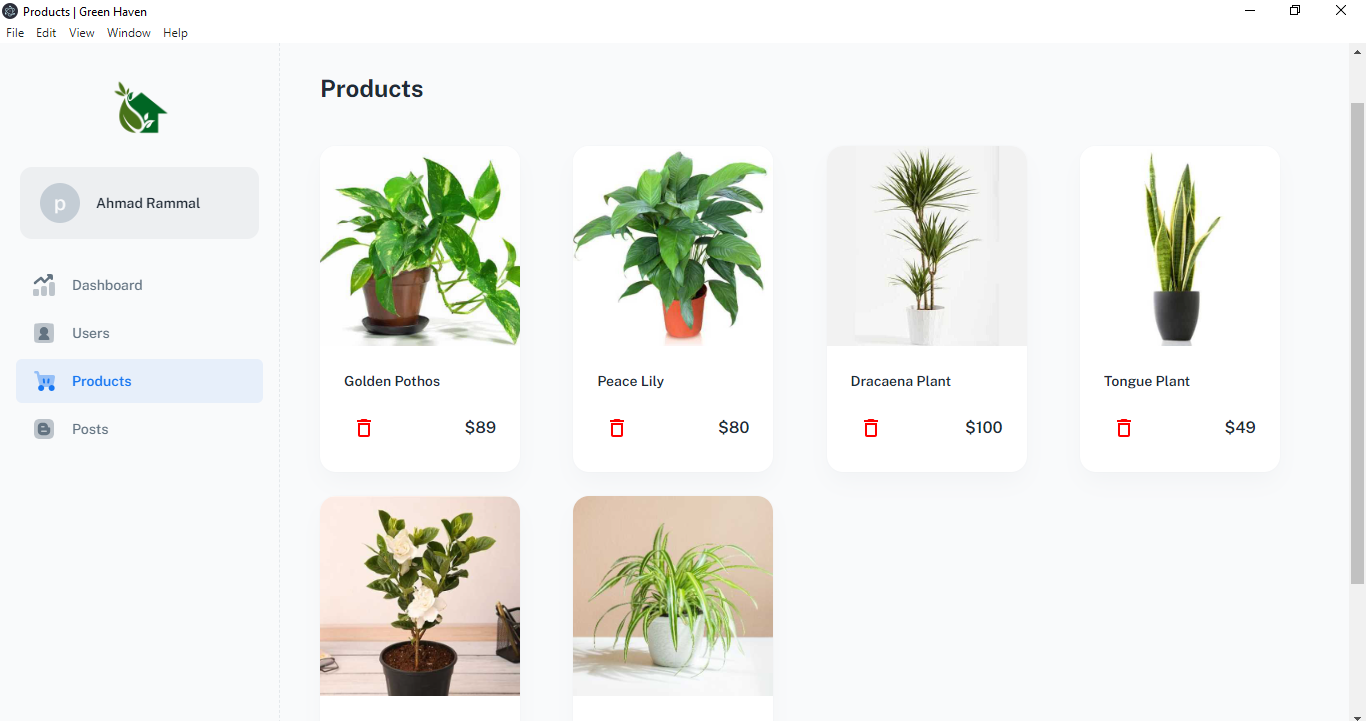 Products | Green Haven
File Edit View Window Help
Products
p
Ahmad Rammal
Dashboard
Users
Products
Posts
Golden Pothos
$89
Peace Lily
$80
Dracaena Plant
$100
Tongue Plant
$49